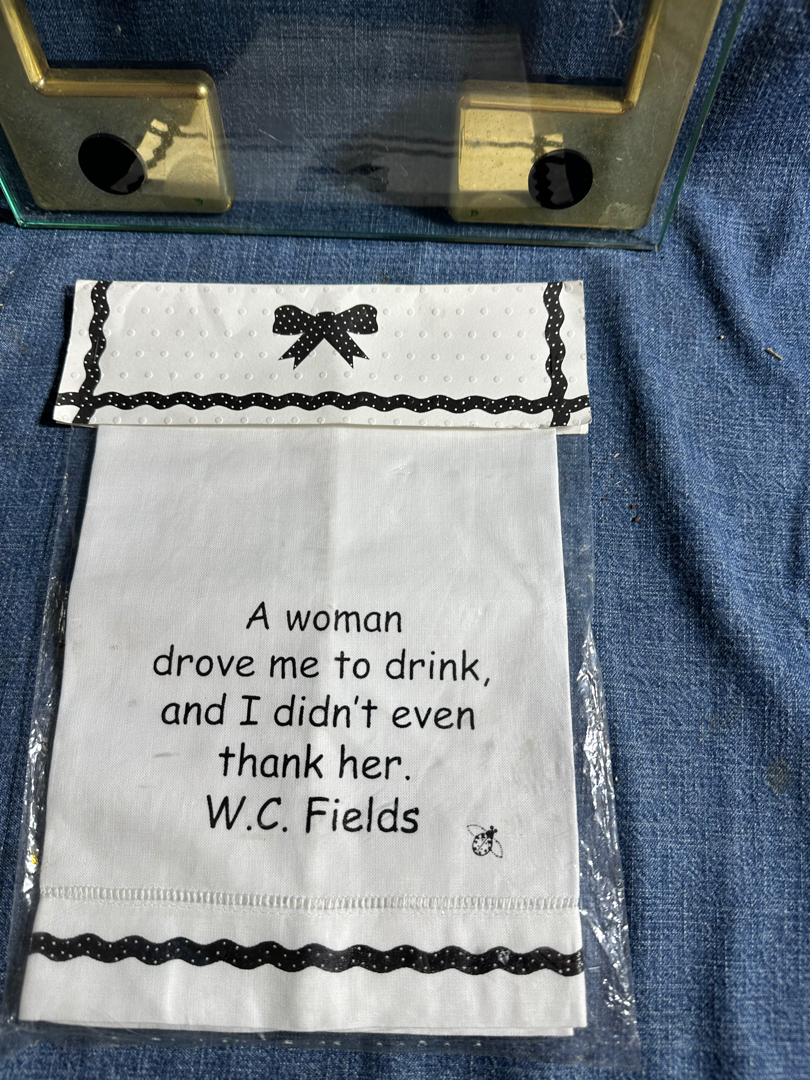 A woman
drove me to drink,
and I didn't even
thank her.
W.C. Fields